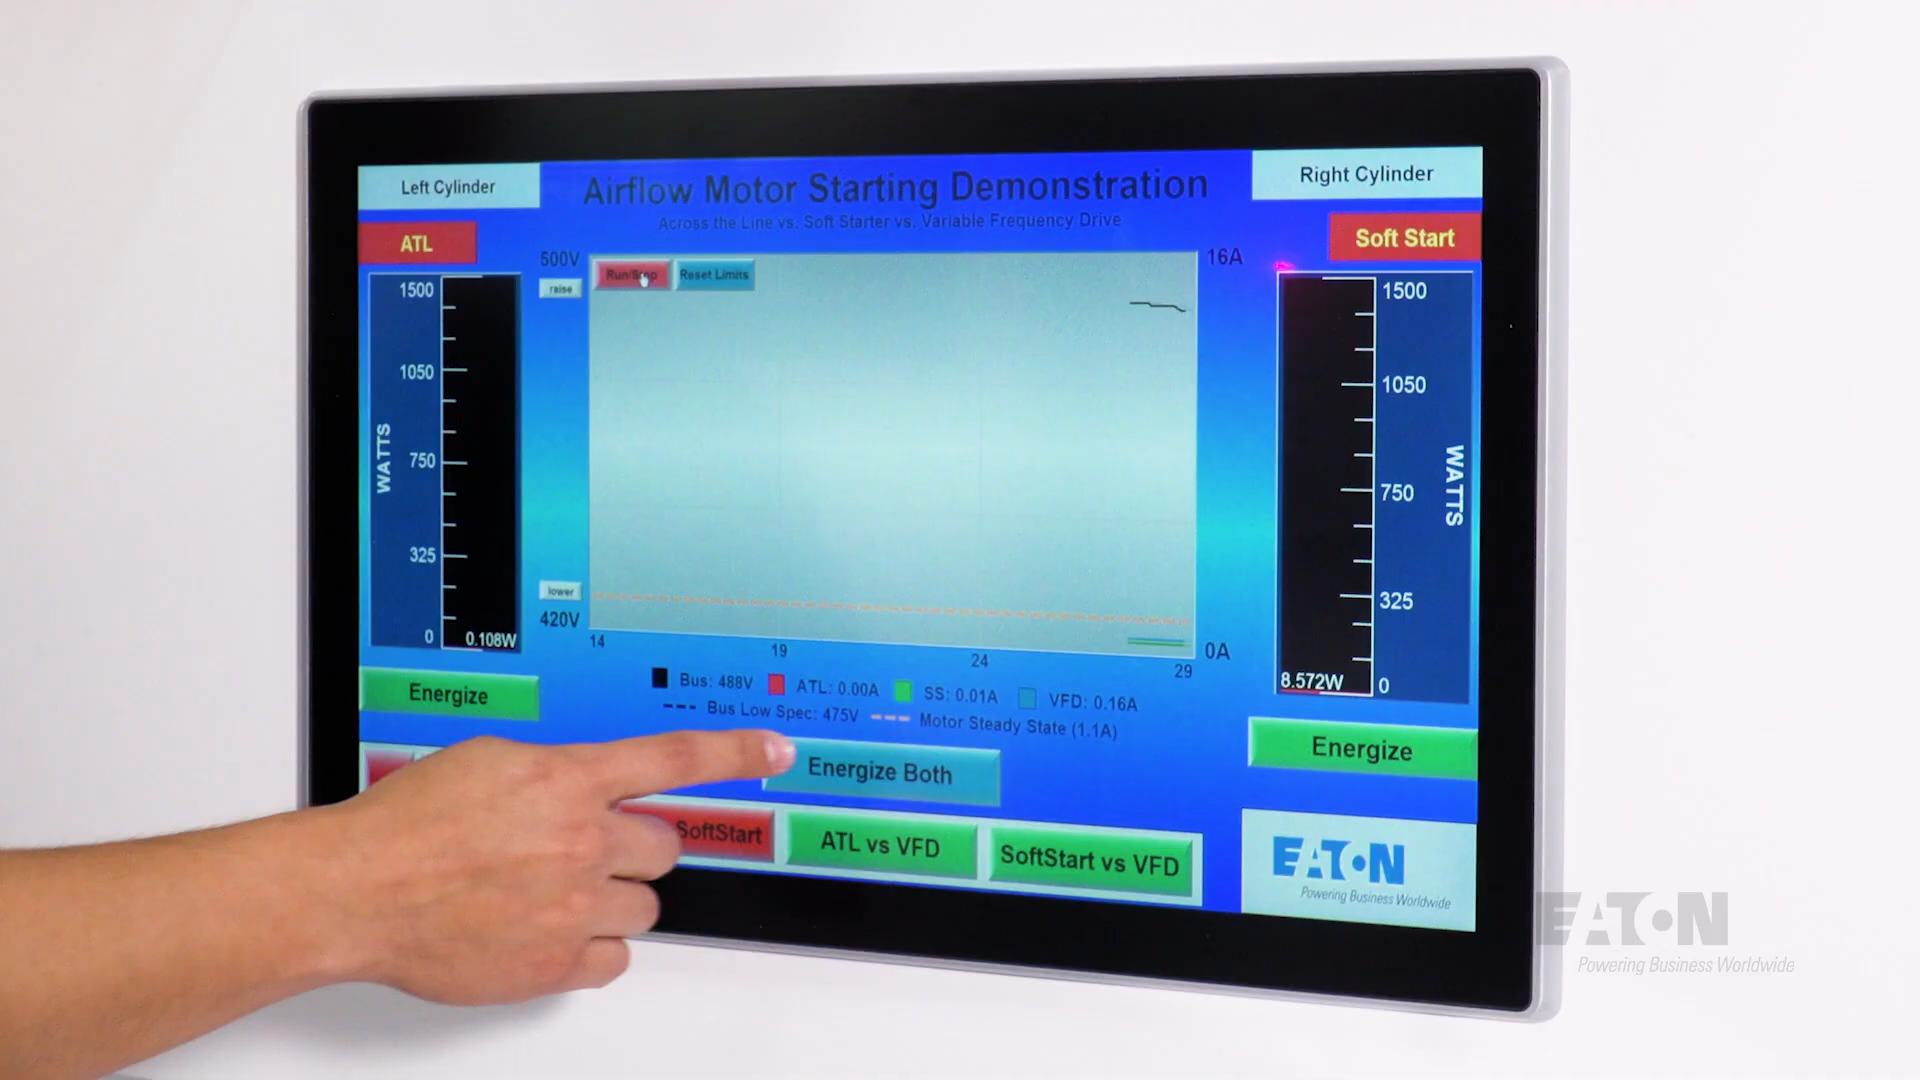 Left Cylinder
Airflow Motor Starting Demonstration
Right Cylinder
Across the Line vs. Soft Starter vs. Variable Frequency Drive
ATL
Soft Start
500V
16A
Run/Stop
Reset Limits
raise
1500
1050
750
325
0
WATTS
0.108W
1500
1050
750
325
0
WATTS
8.572W
lower
420V
0A
14
19
24
29
Bus: 488V
ATL: 0.00A
SS: 0.01A
VFD: 0.16A
Bus Low Spec: 475V
Motor Steady State (1.1A)
Energize
Energize Both
Energize
SoftStart
ATL vs VFD
SoftStart vs VFD
EATON
Powering Business Worldwide
EATON
Powering Business Worldwide